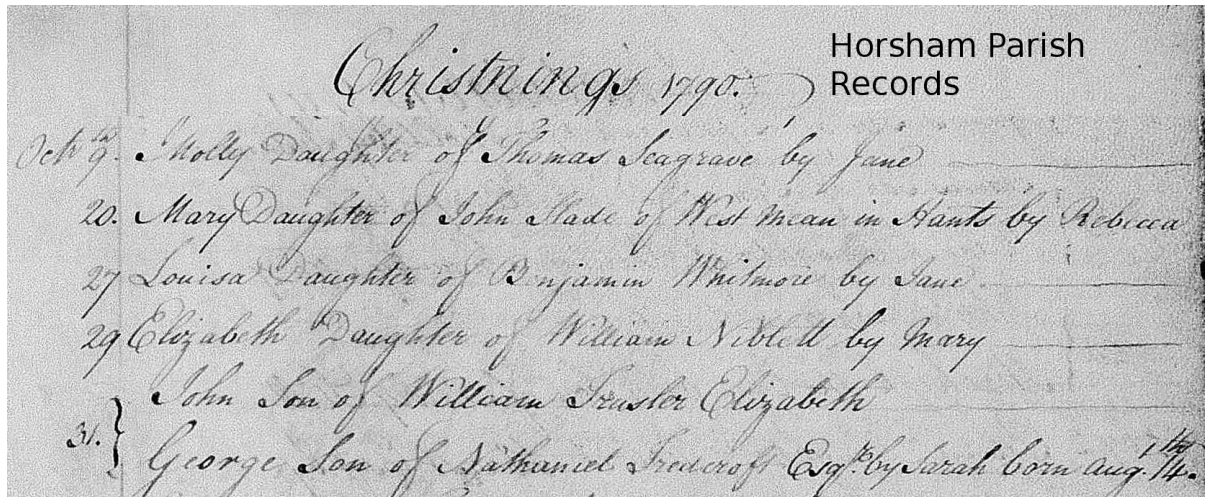 Christnings 1790.
Horsham Parish
Records
Octr 9. Molly Daughter of Thomas Seagrave by Jane
20. Mary Daughter of John Slade of West Mean in Hants by Rebecca
27 Louisa Daughter of Benjamin Whitmore by Jane
29 Elizabeth Daughter of William Niblett by Mary
John Son of William Trusler Elizabeth
31. George Son of Nathaniel Tredcroft Esqr. by Sarah born Aug. 14th.